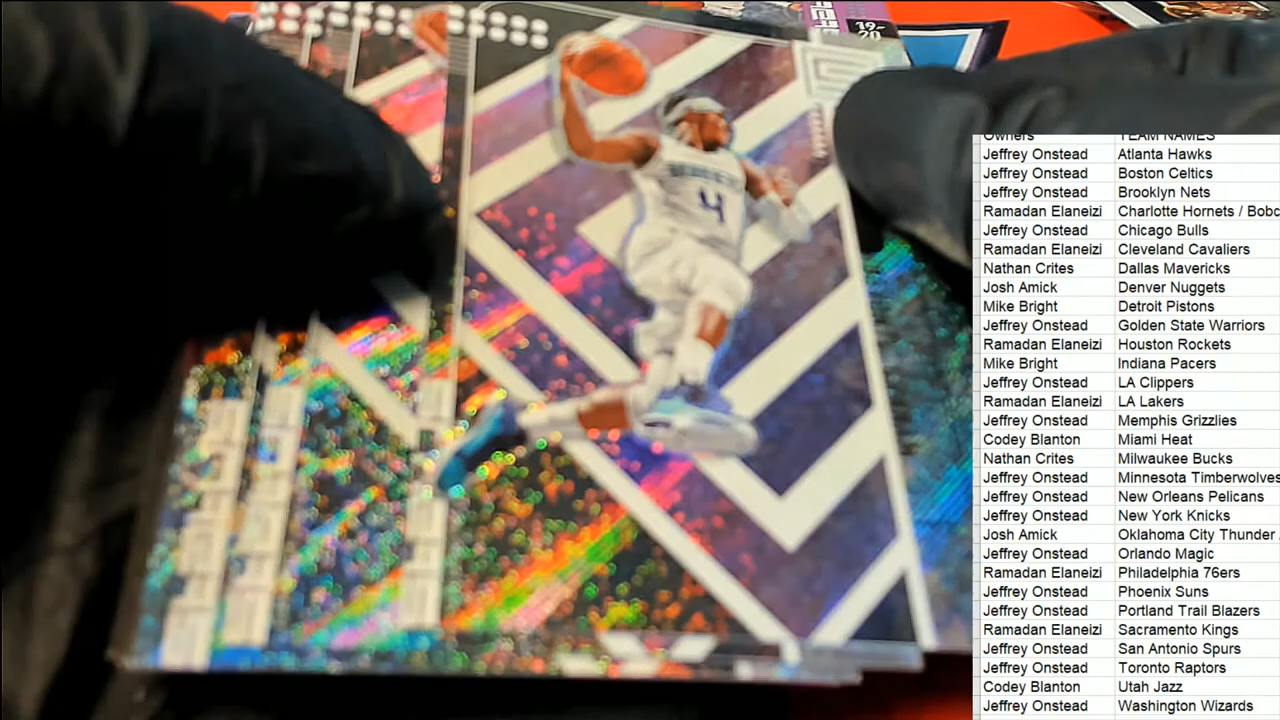 19-
20
4
Owners TEAM NAMES
Jeffrey Onstead Atlanta Hawks
Jeffrey Onstead Boston Celtics
Jeffrey Onstead Brooklyn Nets
Ramadan Elaneizi Charlotte Hornets / Bobc
Jeffrey Onstead Chicago Bulls
Ramadan Elaneizi Cleveland Cavaliers
Nathan Crites Dallas Mavericks
Josh Amick Denver Nuggets
Mike Bright Detroit Pistons
Jeffrey Onstead Golden State Warriors
Ramadan Elaneizi Houston Rockets
Mike Bright Indiana Pacers
Jeffrey Onstead LA Clippers
Ramadan Elaneizi LA Lakers
Jeffrey Onstead Memphis Grizzlies
Codey Blanton Miami Heat
Nathan Crites Milwaukee Bucks
Jeffrey Onstead Minnesota Timberwolves
Jeffrey Onstead New Orleans Pelicans
Jeffrey Onstead New York Knicks
Josh Amick Oklahoma City Thunder
Jeffrey Onstead Orlando Magic
Ramadan Elaneizi Philadelphia 76ers
Jeffrey Onstead Phoenix Suns
Jeffrey Onstead Portland Trail Blazers
Ramadan Elaneizi Sacramento Kings
Jeffrey Onstead San Antonio Spurs
Jeffrey Onstead Toronto Raptors
Codey Blanton Utah Jazz
Jeffrey Onstead Washington Wizards